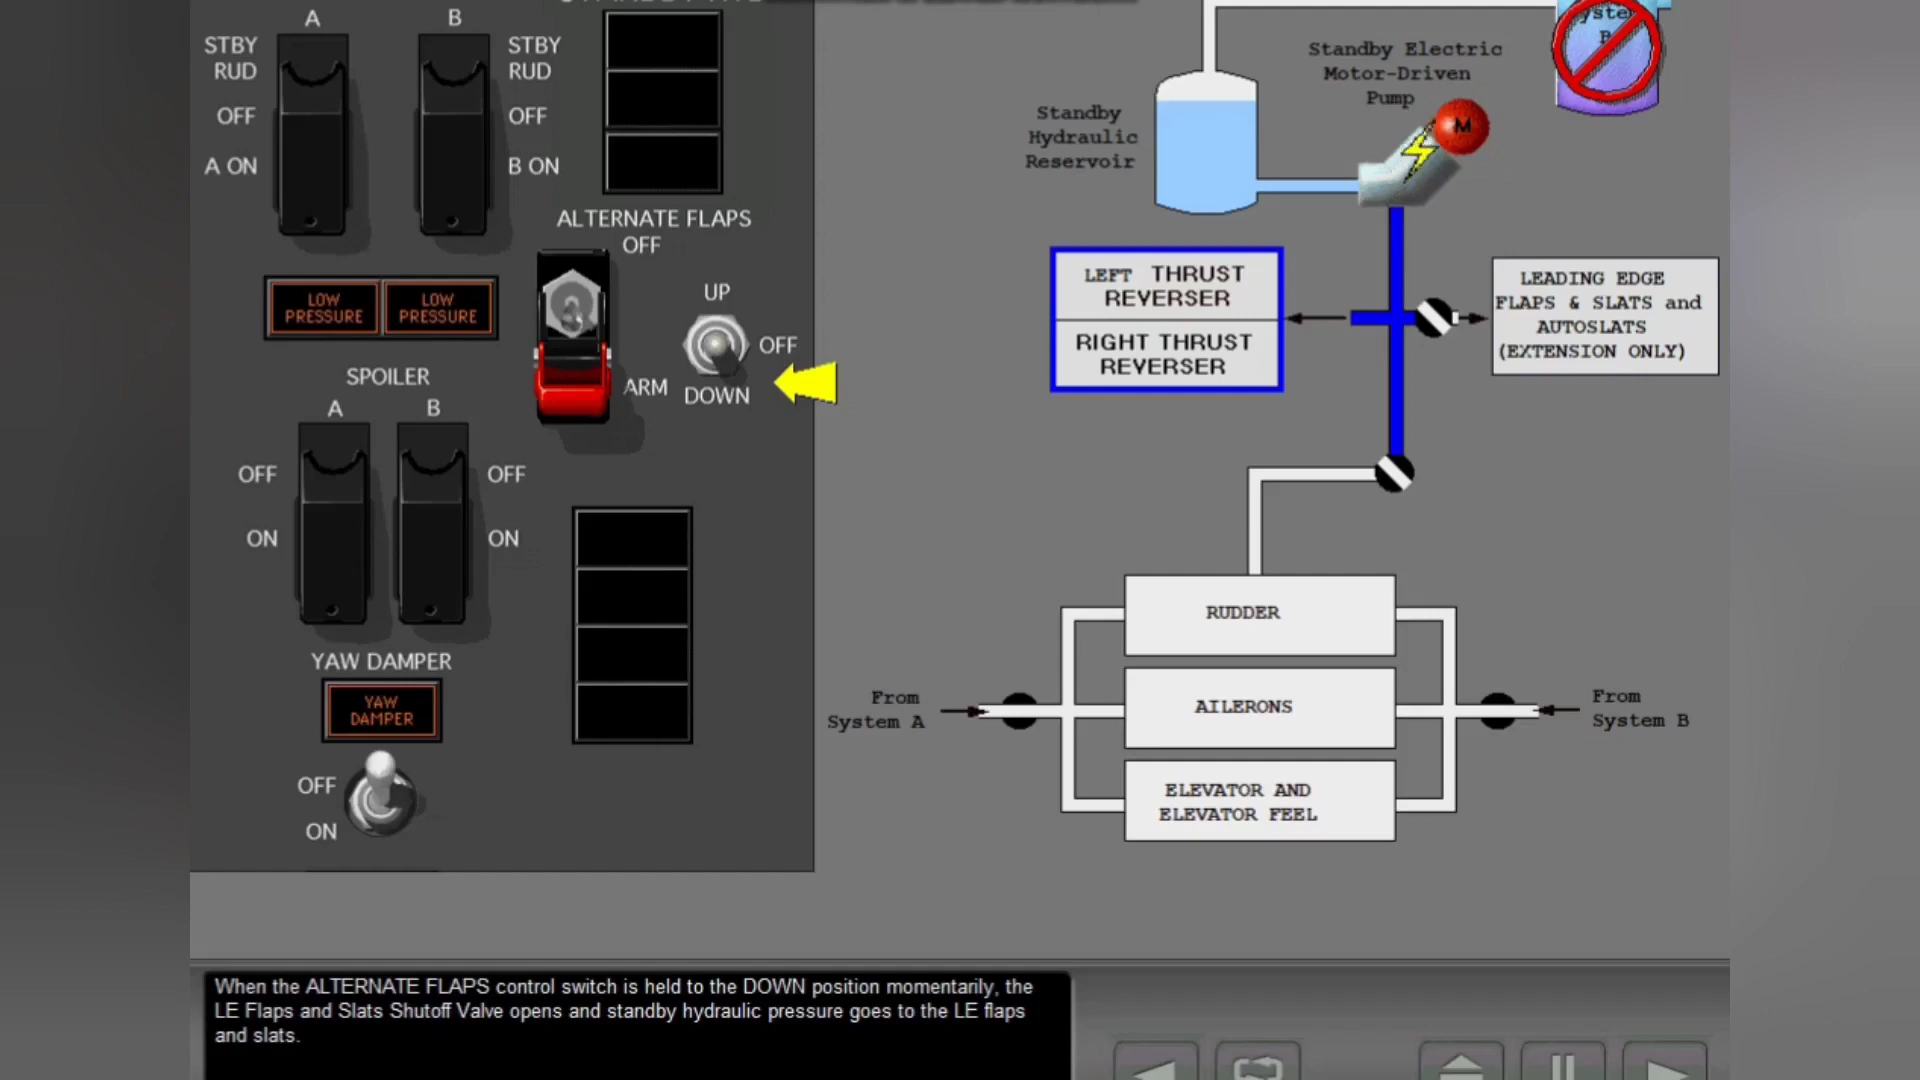 A
B
STBY
RUD
STBY
RUD
OFF
OFF
A ON
B ON
ALTERNATE FLAPS
OFF
UP
OFF
ARM
DOWN
LOW
PRESSURE
LOW
PRESSURE
SPOILER
A
B
OFF
OFF
ON
ON
YAW DAMPER
YAW
DAMPER
OFF
ON
Standby Electric
Motor-Driven
Pump
M
Standby
Hydraulic
Reservoir
LEFT THRUST
REVERSER
RIGHT THRUST
REVERSER
LEADING EDGE
FLAPS & SLATS and
AUTOSLATS
(EXTENSION ONLY)
RUDDER
AILERONS
ELEVATOR AND
ELEVATOR FEEL
From
System A
From
System B
When the ALTERNATE FLAPS control switch is held to the DOWN position momentarily, the
LE Flaps and Slats Shutoff Valve opens and standby hydraulic pressure goes to the LE flaps
and slats.